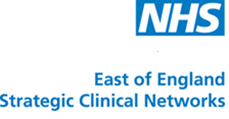 NHS
East of England
Strategic Clinical Networks